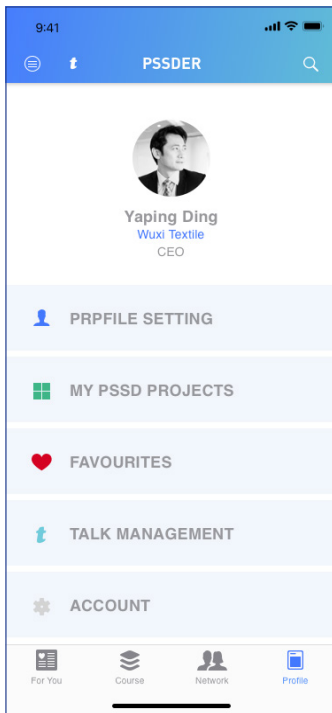 9:41
t PSSDER
Yaping Ding
Wuxi Textile
CEO
PRPFILE SETTING
MY PSSD PROJECTS
FAVOURITES
t TALK MANAGEMENT
ACCOUNT
For You Course Network Profile